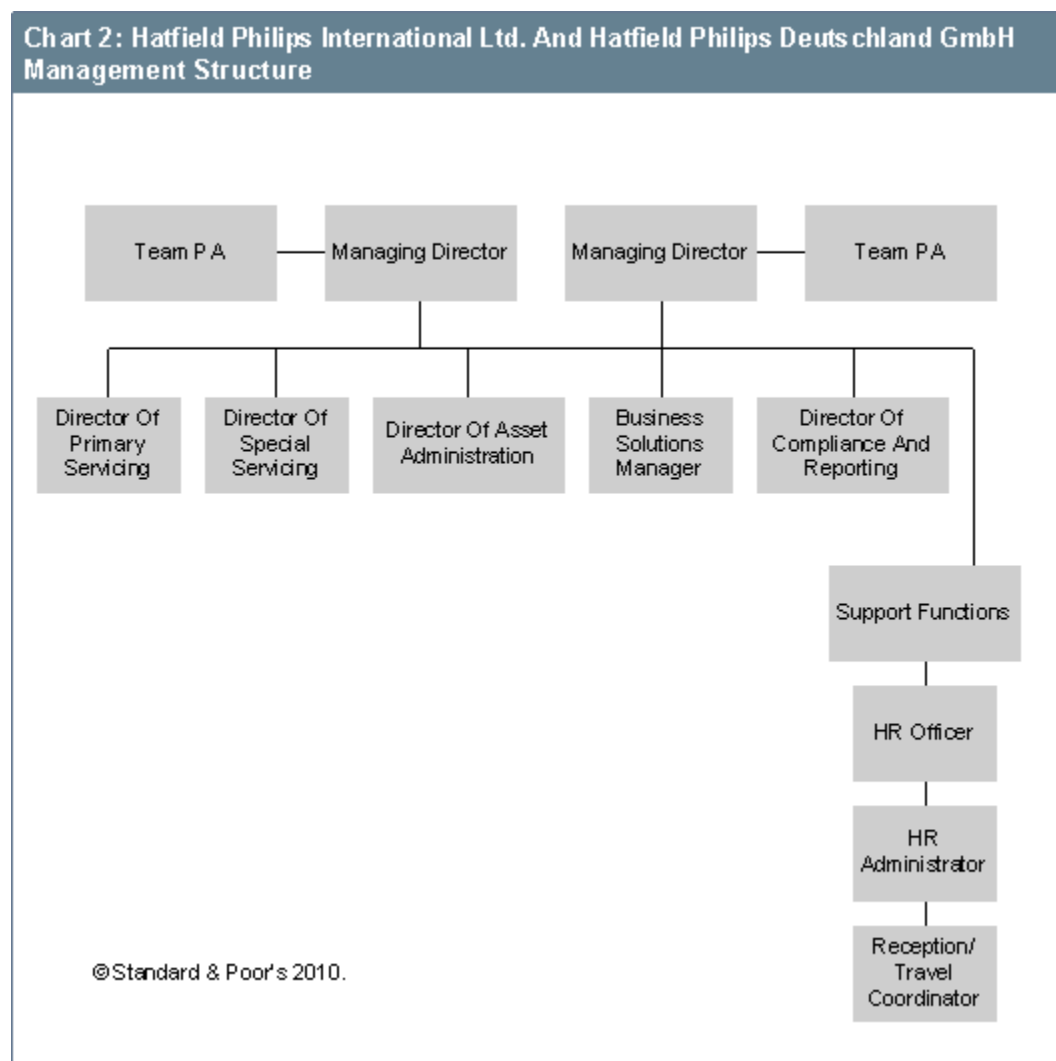 Chart 2: Hatfield Philips International Ltd. And Hatfield Philips Deutschland GmbH
Management Structure
Team PA
Managing Director
Managing Director
Team PA
Director Of
Primary
Servicing
Director Of
Special
Servicing
Director Of Asset
Administration
Business
Solutions
Manager
Director Of
Compliance And
Reporting
Support Functions
HR Officer
HR
Administrator
Reception/
Travel
Coordinator
©Standard & Poor's 2010.